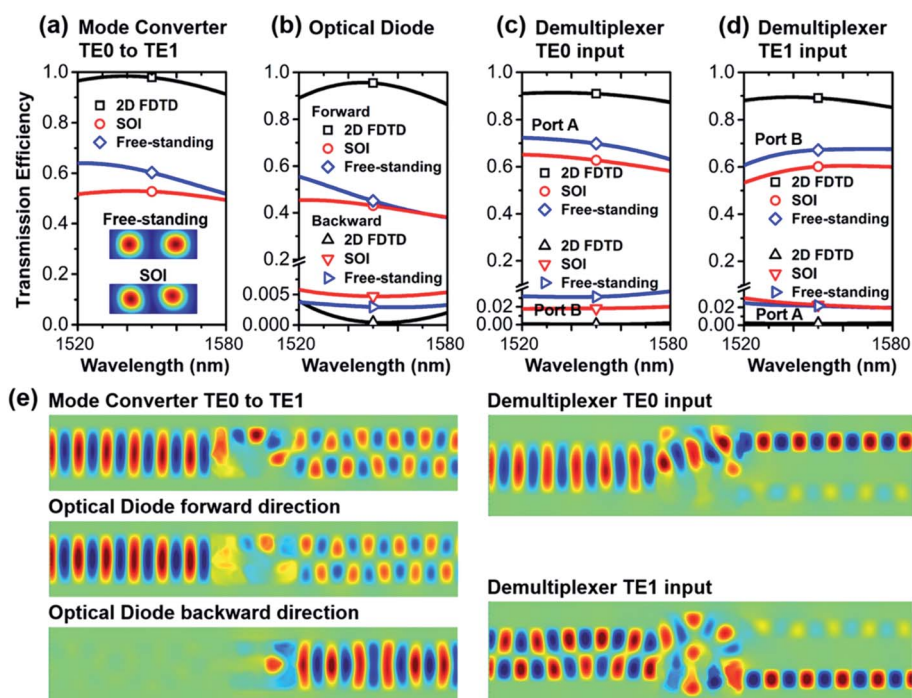 (a) Mode Converter
TE0 to TE1
(b) Optical Diode
(c) Demultiplexer
TE0 input
(d) Demultiplexer
TE1 input
Transmission Efficiency
1.0
0.8
0.6
0.4
0.2
0.0
2D FDTD
SOI
Free-standing
Free-standing
SOI
1520
1580
Wavelength (nm)
1.0
0.8
0.6
0.4
0.2
0.005
0.000
Forward
2D FDTD
SOI
Free-standing
Backward
2D FDTD
SOI
Free-standing
1520
1580
Wavelength (nm)
1.0
0.8
0.6
0.4
0.2
0.02
0.00
Port A
2D FDTD
SOI
Free-standing
2D FDTD
SOI
Free-standing
Port B
1520
1580
Wavelength (nm)
1.0
0.8
0.6
0.4
0.2
0.02
0.00
Port B
2D FDTD
SOI
Free-standing
2D FDTD
SOI
Free-standing
Port A
1520
1580
Wavelength (nm)
(e) Mode Converter TE0 to TE1
Optical Diode forward direction
Optical Diode backward direction
Demultiplexer TE0 input
Demultiplexer TE1 input